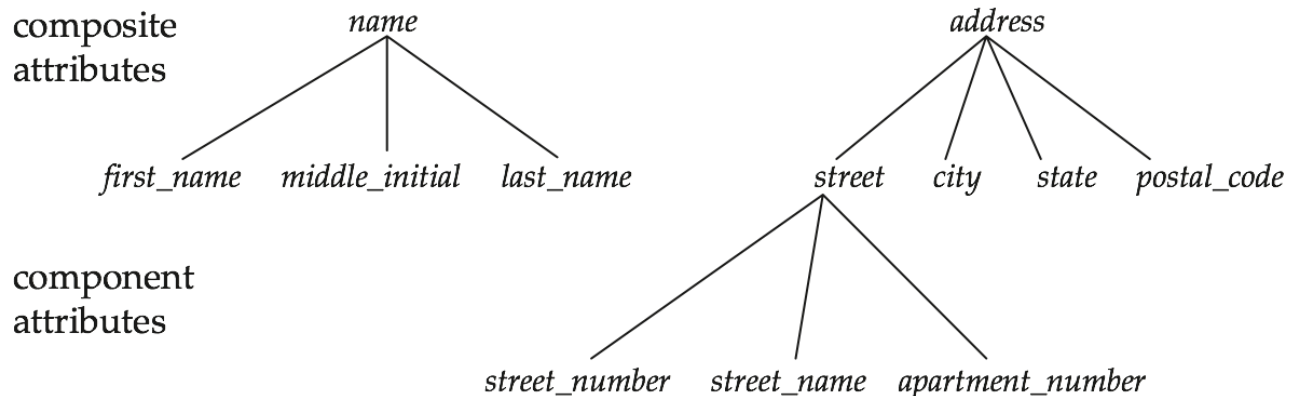 composite
attributes
name
address
first_name middle_initial last_name
street city state postal_code
component
attributes
street_number street_name apartment_number